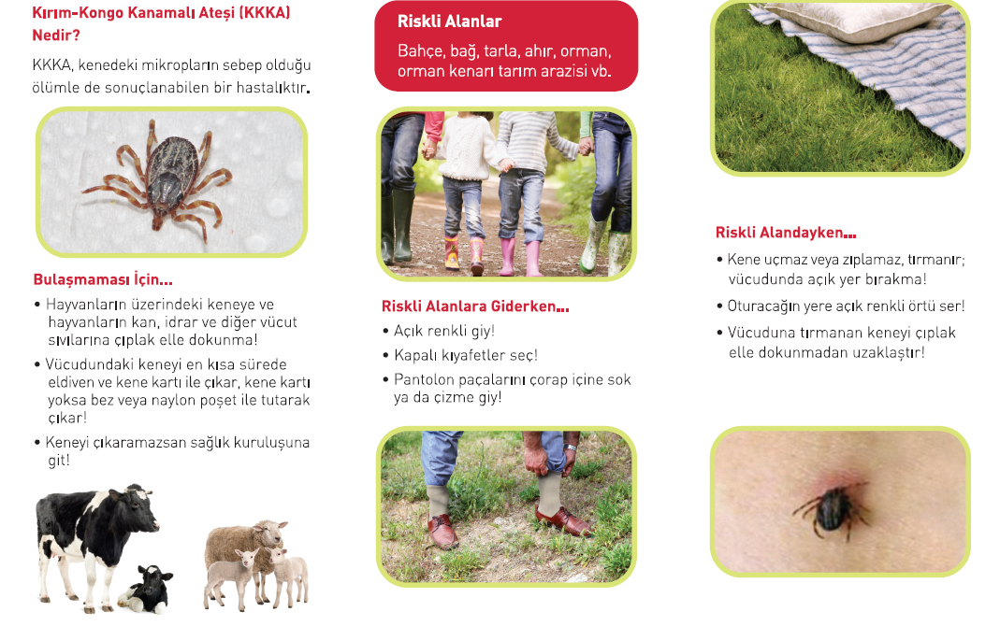 Kırım-Kongo Kanamalı Ateşi (KKKA)
Nedir?
KKKA, kenedeki mikropların sebep olduğu
ölümle de sonuçlanabilen bir hastalıktır.
Bulaşmaması İçin...
• Hayvanların üzerindeki keneye ve
hayvanların kan, idrar ve diğer vücut
sıvılarına çıplak elle dokunma!
• Vücudundaki keneyi en kısa sürede
eldiven ve kene kartı ile çıkar, kene kartı
yoksa bez veya naylon poşet ile tutarak
çıkar!
• Keneyi çıkaramazsan sağlık kuruluşuna
git!
Riskli Alanlar
Bahçe, bağ, tarla, ahır, orman,
orman kenarı tarım arazisi vb.
Riskli Alanlara Giderken...
• Açık renkli giy!
• Kapalı kıyafetler seç!
• Pantolon paçalarını çorap içine sok
ya da çizme giy!
Riskli Alandayken...
• Kene uçmaz veya zıplamaz, tırmanır;
vücudunda açık yer bırakma!
• Oturacağın yere açık renkli örtü ser!
• Vücuduna tırmanan keneyi çıplak
elle dokunmadan uzaklaştır!